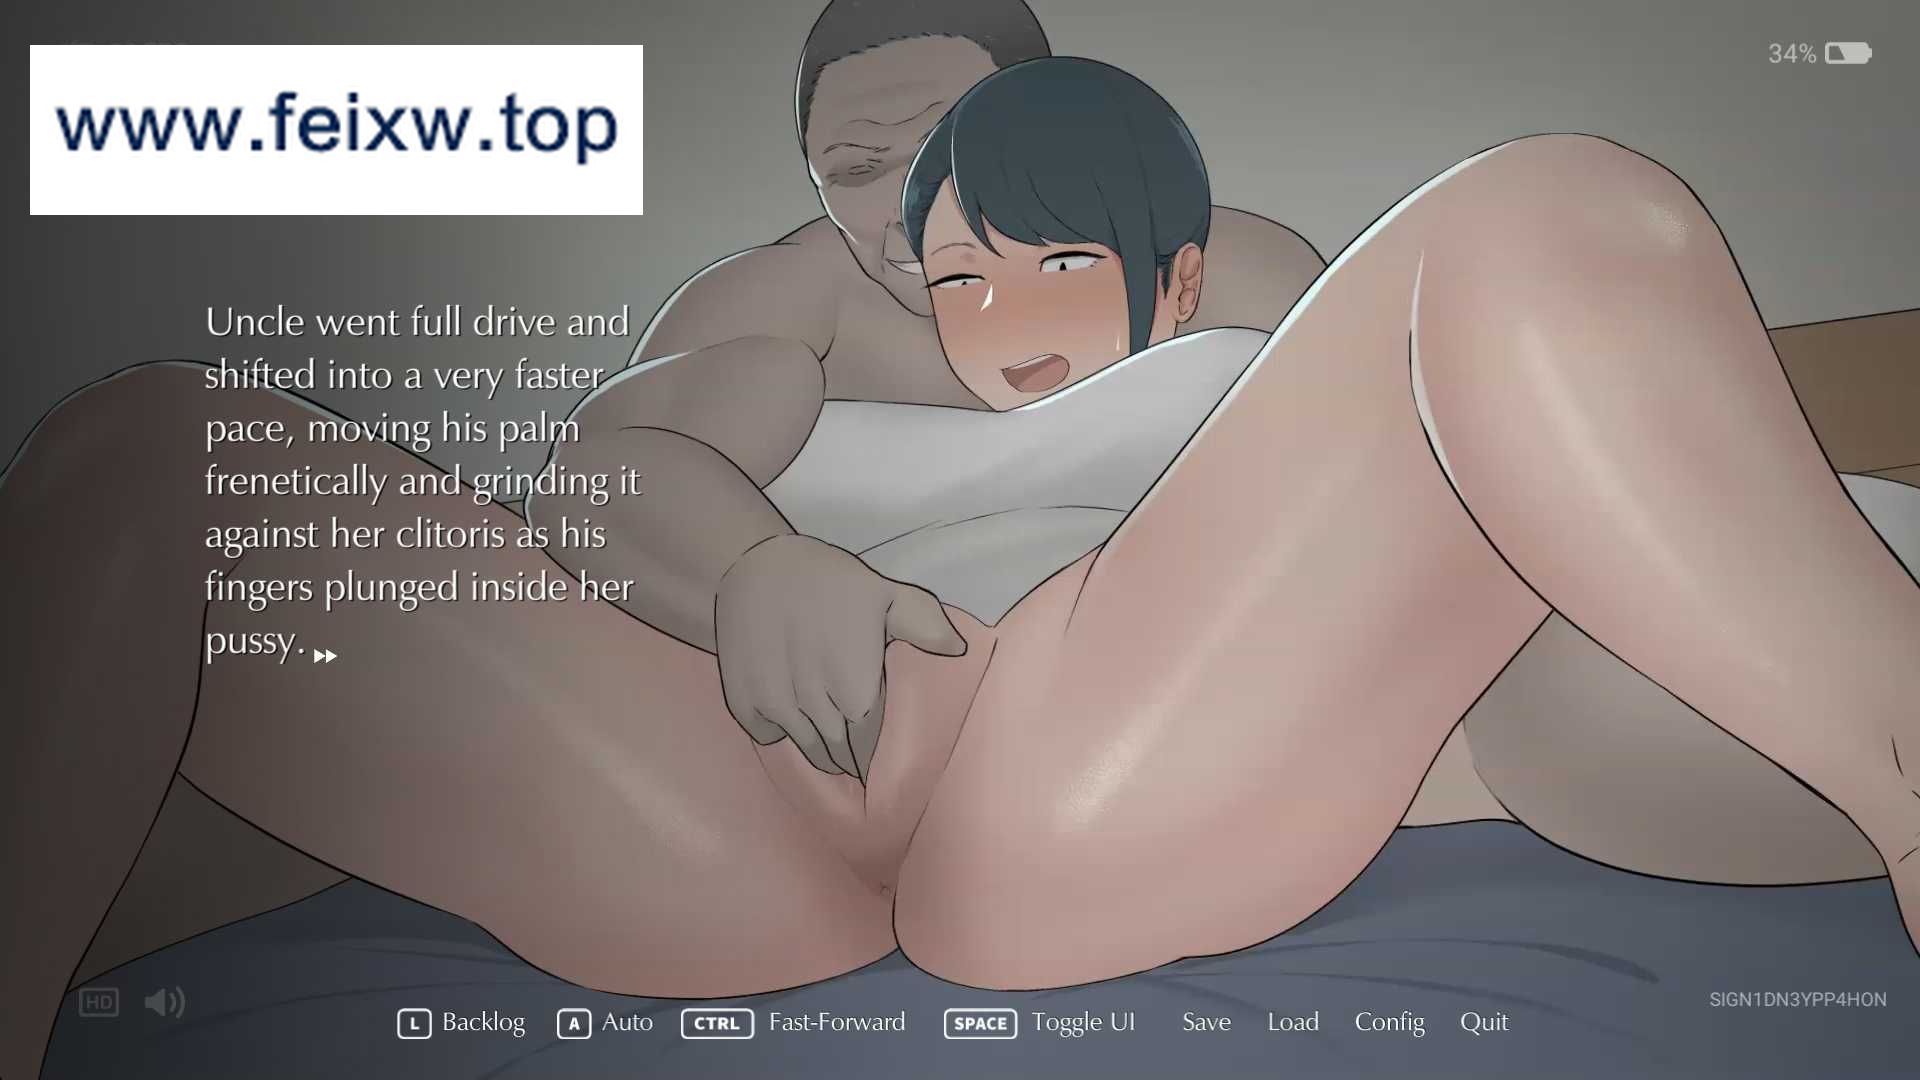 www.feixw.top
34%
Uncle went full drive and
shifted into a very faster
pace, moving his palm
frenetically and grinding it
against her clitoris as his
fingers plunged inside her
pussy.
HD
L Backlog A Auto CTRL Fast-Forward SPACE Toggle UI Save Load Config Quit
SIGN1DN3YPP4HON